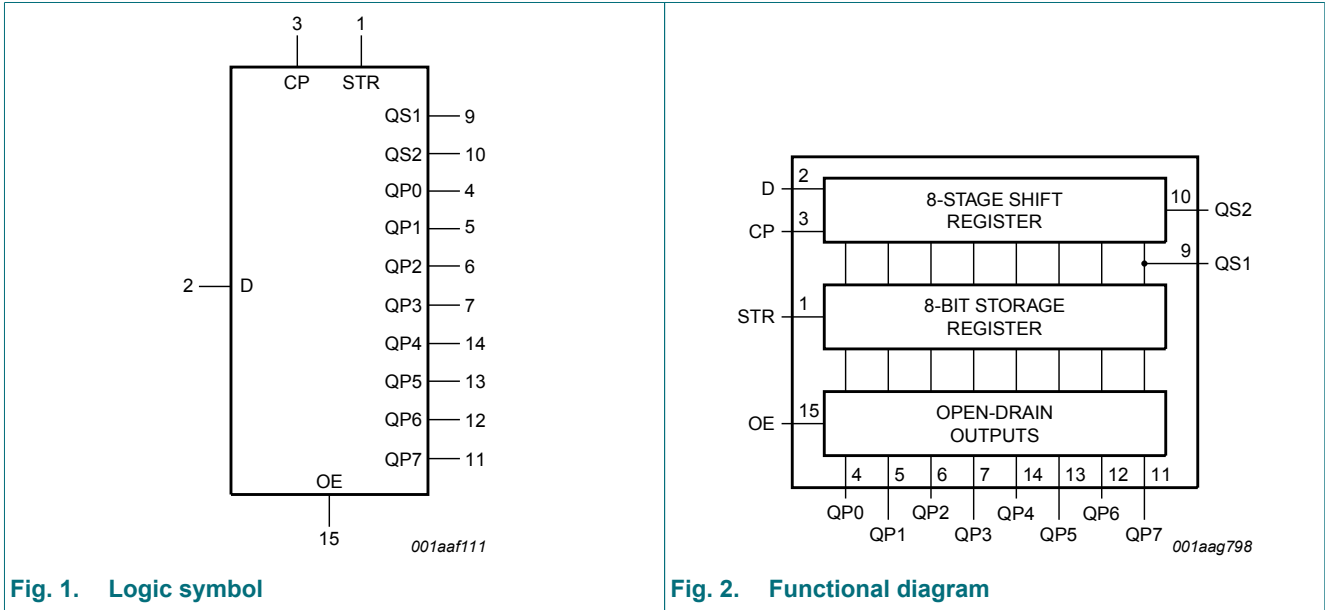 3 1
CP STR
QS1 9
QS2 10
QP0 4
QP1 5
QP2 6
QP3 7
2 D
QP4 14
QP5 13
QP6 12
QP7 11
OE
15
001aaf111
Fig. 1. Logic symbol
D 2
8-STAGE SHIFT
REGISTER
10 QS2
CP 3
9 QS1
STR 1
8-BIT STORAGE
REGISTER
OE 15
OPEN-DRAIN
OUTPUTS
4 5 6 7 14 13 12 11
QP0 QP2 QP4 QP6
QP1 QP3 QP5 QP7
001aag798
Fig. 2. Functional diagram